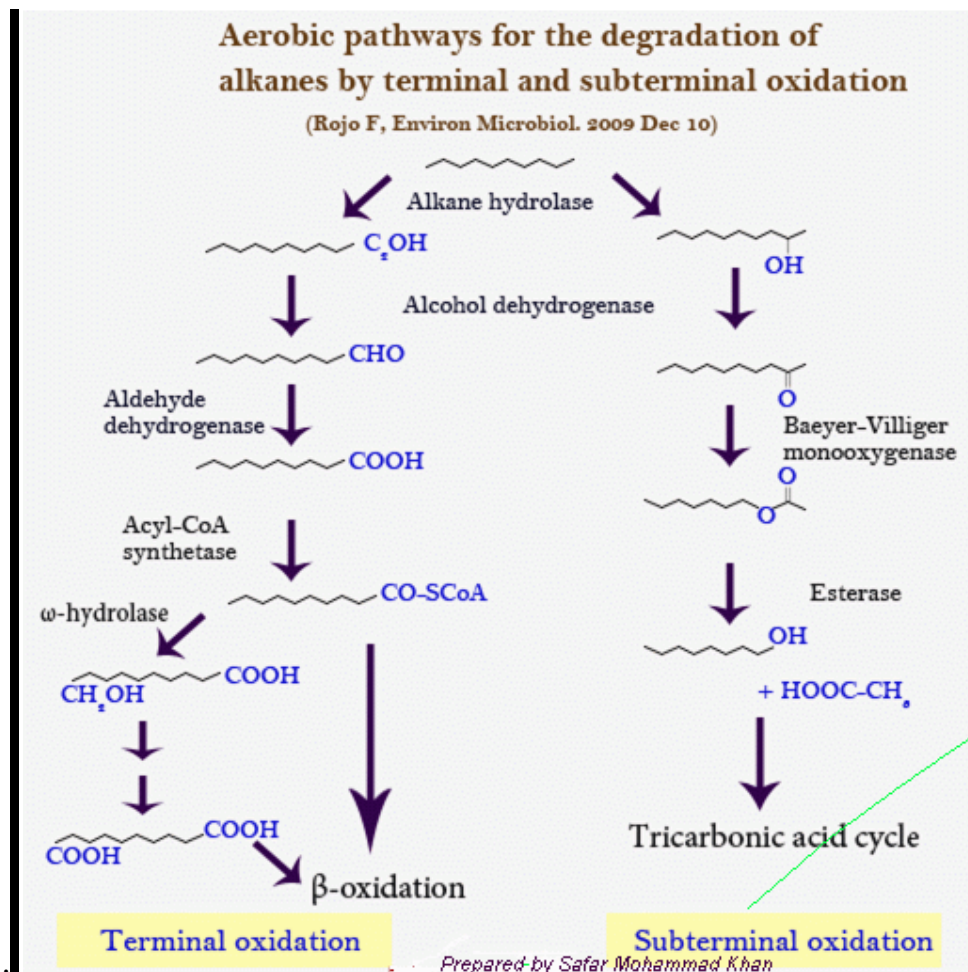 Aerobic pathways for the degradation of
alkanes by terminal and subterminal oxidation
(Rojo F, Environ Microbiol. 2009 Dec 10)
Alkane hydrolase
C₂OH
OH
Alcohol dehydrogenase
CHO
O
Aldehyde
dehydrogenase
Baeyer-Villiger
monooxygenase
COOH
O
O
Acyl-CoA
synthetase
CO-SCoA
Esterase
ω-hydrolase
OH
COOH
CH₂OH
+ HOOC-CH₃
COOH
COOH
Tricarbonic acid cycle
β-oxidation
Terminal oxidation
Subterminal oxidation
Prepared by Safar Mohammad Khan